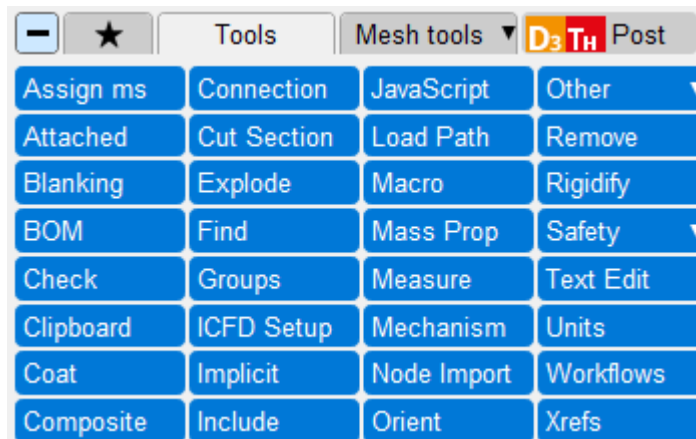 Tools Mesh tools D3 TH Post
Assign ms Connection JavaScript Other
Attached Cut Section Load Path Remove
Blanking Explode Macro Rigidify
BOM Find Mass Prop Safety
Check Groups Measure Text Edit
Clipboard ICFD Setup Mechanism Units
Coat Implicit Node Import Workflows
Composite Include Orient Xrefs